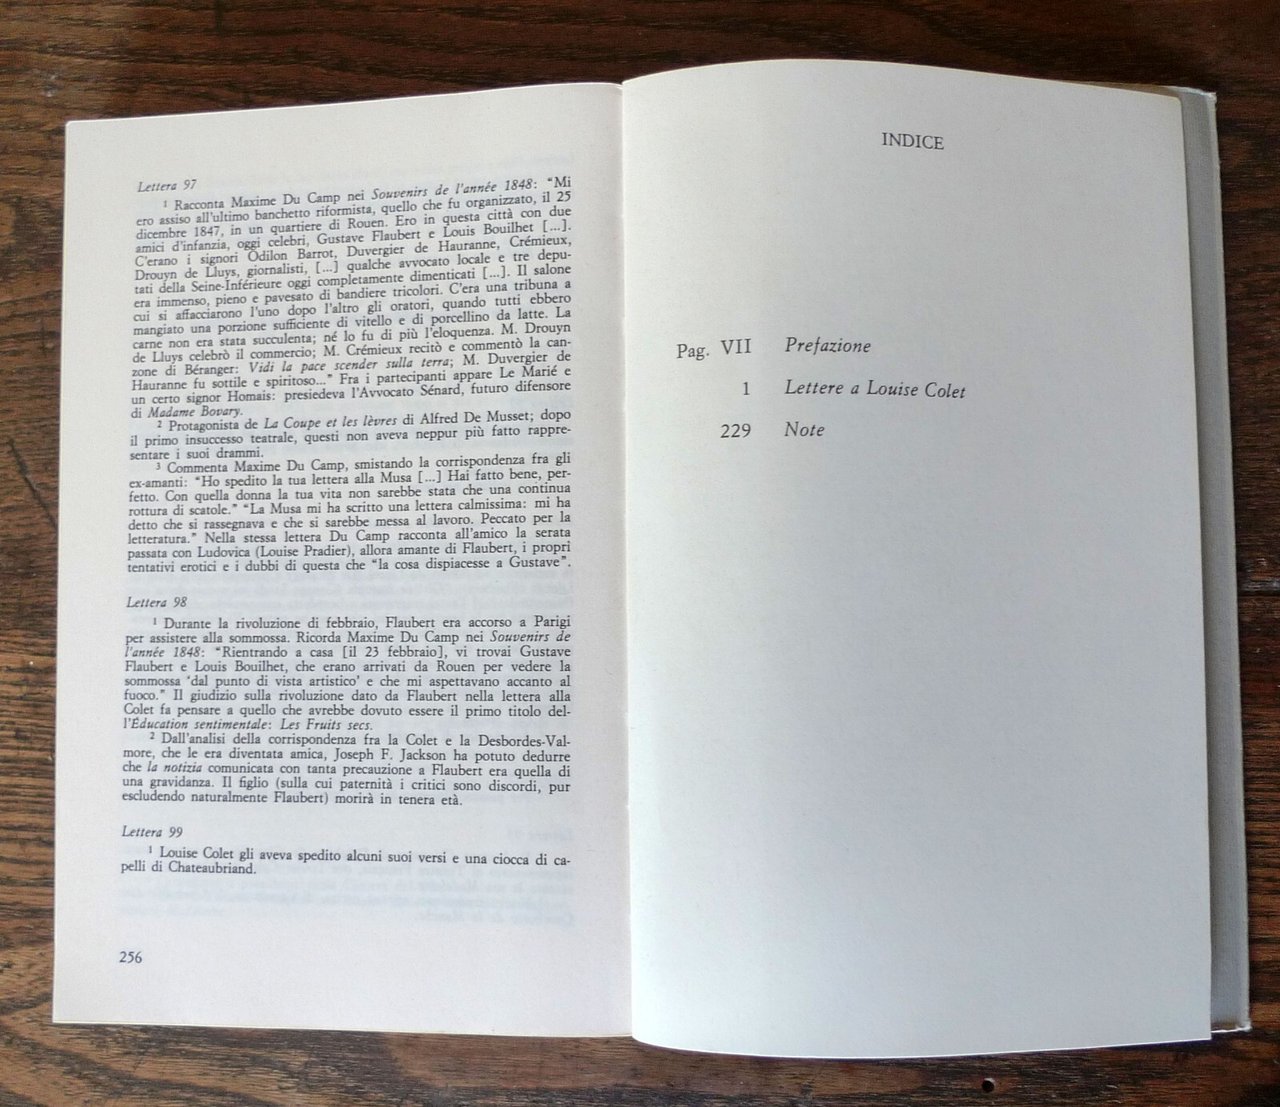 Lettera 97
¹ Racconta Maxime Du Camp nei Souvenirs de l'année 1848: "Mi
ero assiso all'ultimo banchetto riformista, quello che fu organizzato, il 25
dicembre 1847, in un quartiere di Rouen. Ero in questa città con due
amici d'infanzia, oggi celebri, Gustave Flaubert e Louis Bouilhet [...].
C'erano i signori Odilon Barrot, Duvergier de Hauranne, Crémieux,
Drouyn de Lluys, giornalisti, [...] qualche avvocato locale e tre depu-
tati della Seine-Inférieure oggi completamente dimenticati [...]. Il salone
era immenso, pieno e pavesato di bandiere tricolori. C'era una tribuna a
cui si affacciarono l'uno dopo l'altro gli oratori, quando tutti ebbero
mangiato una porzione sufficiente di vitello e di porcellino da latte. La
carne non era stata succulenta; né lo fu di più l'eloquenza. M. Drouyn
de Lluys celebrò il commercio; M. Crémieux recitò e commentò la can-
zone di Béranger: Vidi la pace scender sulla terra; M. Duvergier de
Hauranne fu sottile e spiritoso..." Fra i partecipanti appare Le Marié e
un certo signor Homais: presiedeva l'Avvocato Sénard, futuro difensore
di Madame Bovary.
² Protagonista de La Coupe et les lèvres di Alfred De Musset; dopo
il primo insuccesso teatrale, questi non aveva neppur più fatto rappre-
sentare i suoi drammi.
³ Commenta Maxime Du Camp, smistando la corrispondenza fra gli
ex-amanti: "Ho spedito la tua lettera alla Musa [...] Hai fatto bene, per-
fetto. Con quella donna la tua vita non sarebbe stata che una continua
rottura di scatole." "La Musa mi ha scritto una lettera calmissima: mi ha
detto che si rassegnava e che si sarebbe messa al lavoro. Peccato per la
letteratura." Nella stessa lettera Du Camp racconta all'amico la serata
passata con Ludovica (Louise Pradier), allora amante di Flaubert, i propri
tentativi erotici e i dubbi di questa che "la cosa dispiacesse a Gustave".
Lettera 98
¹ Durante la rivoluzione di febbraio, Flaubert era accorso a Parigi
per assistere alla sommossa. Ricorda Maxime Du Camp nei Souvenirs de
l'année 1848: "Rientrando a casa [il 23 febbraio], vi trovai Gustave
Flaubert e Louis Bouilhet, che erano arrivati da Rouen per vedere la
sommossa 'dal punto di vista artistico' e che mi aspettavano accanto al
fuoco." Il giudizio sulla rivoluzione dato da Flaubert nella lettera alla
Colet fa pensare a quello che avrebbe dovuto essere il primo titolo del-
l'Éducation sentimentale: Les Fruits secs.
² Dall'analisi della corrispondenza fra la Colet e la Desbordes-Val-
more, che le era diventata amica, Joseph F. Jackson ha potuto dedurre
che la notizia comunicata con tanta precauzione a Flaubert era quella di
una gravidanza. Il figlio (sulla cui paternità i critici sono discordi, pur
escludendo naturalmente Flaubert) morirà in tenera età.
Lettera 99
¹ Louise Colet gli aveva spedito alcuni suoi versi e una ciocca di ca-
pelli di Chateaubriand.
256
INDICE
Pag. VII Prefazione
1 Lettere a Louise Colet
229 Note